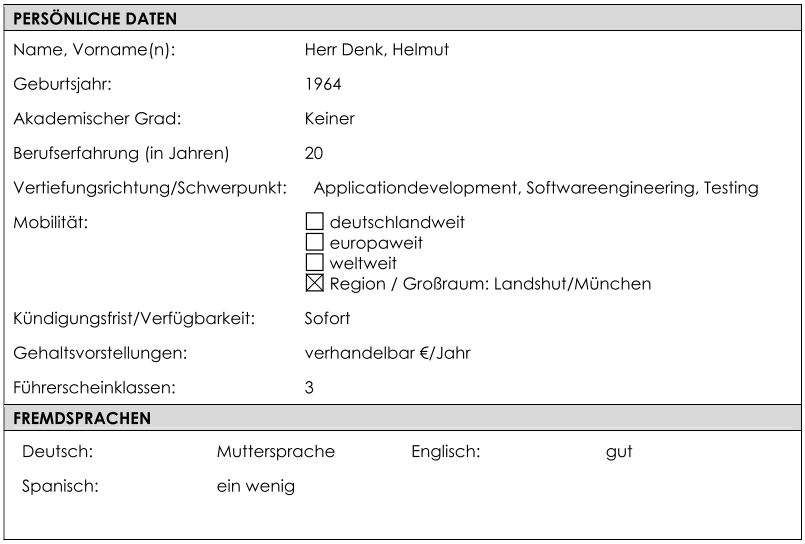 PERSÖNLICHE DATEN
Name, Vorname(n): Herr Denk, Helmut
Geburtsjahr: 1964
Akademischer Grad: Keiner
Berufserfahrung (in Jahren) 20
Vertiefungsrichtung/Schwerpunkt: Applicationdevelopment, Softwareengineering, Testing
Mobilität: ☐ deutschlandweit
☐ europaweit
☐ weltweit
☒ Region / Großraum: Landshut/München
Kündigungsfrist/Verfügbarkeit: Sofort
Gehaltsvorstellungen: verhandelbar €/Jahr
Führerscheinklassen: 3
FREMDSPRACHEN
Deutsch: Muttersprache Englisch: gut
Spanisch: ein wenig